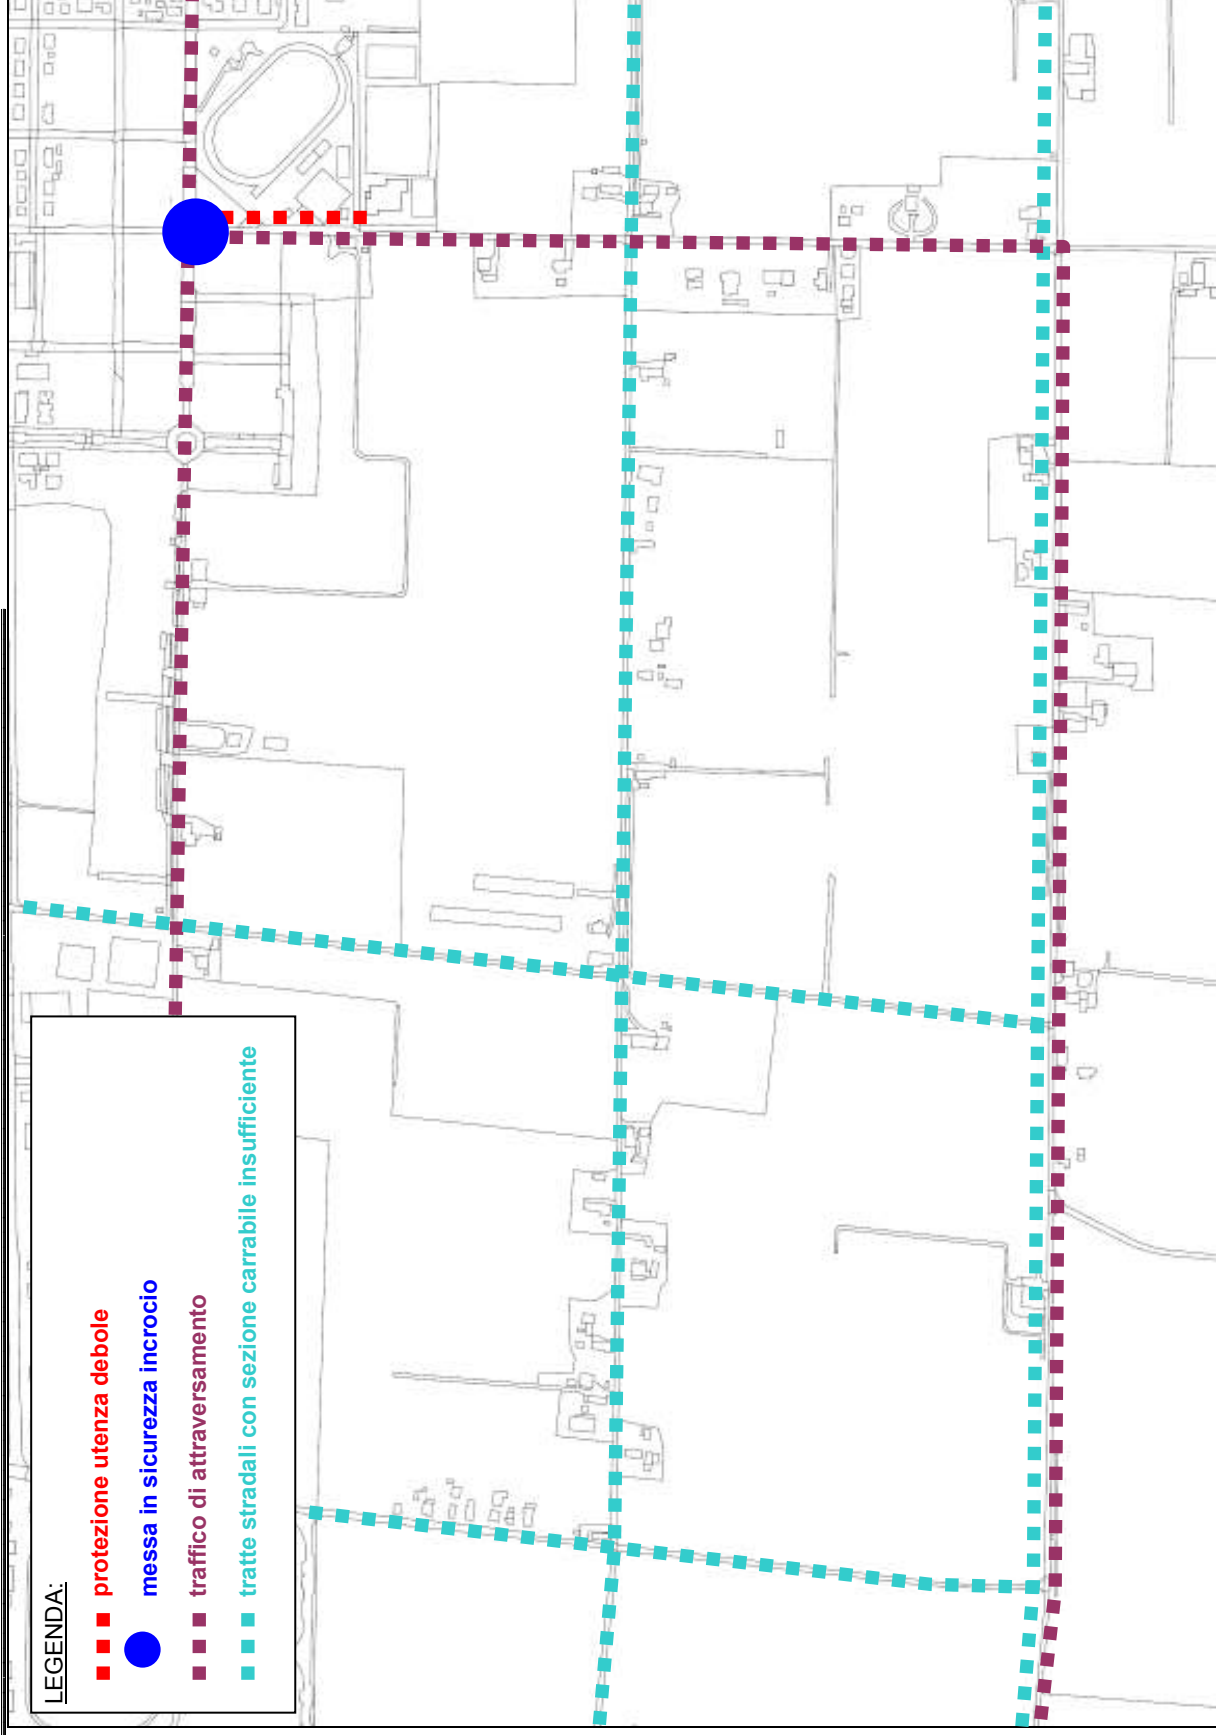 LEGENDA:
protezione utenza debole
messa in sicurezza incrocio
traffico di attraversamento
tratte stradali con sezione carrabile insufficiente